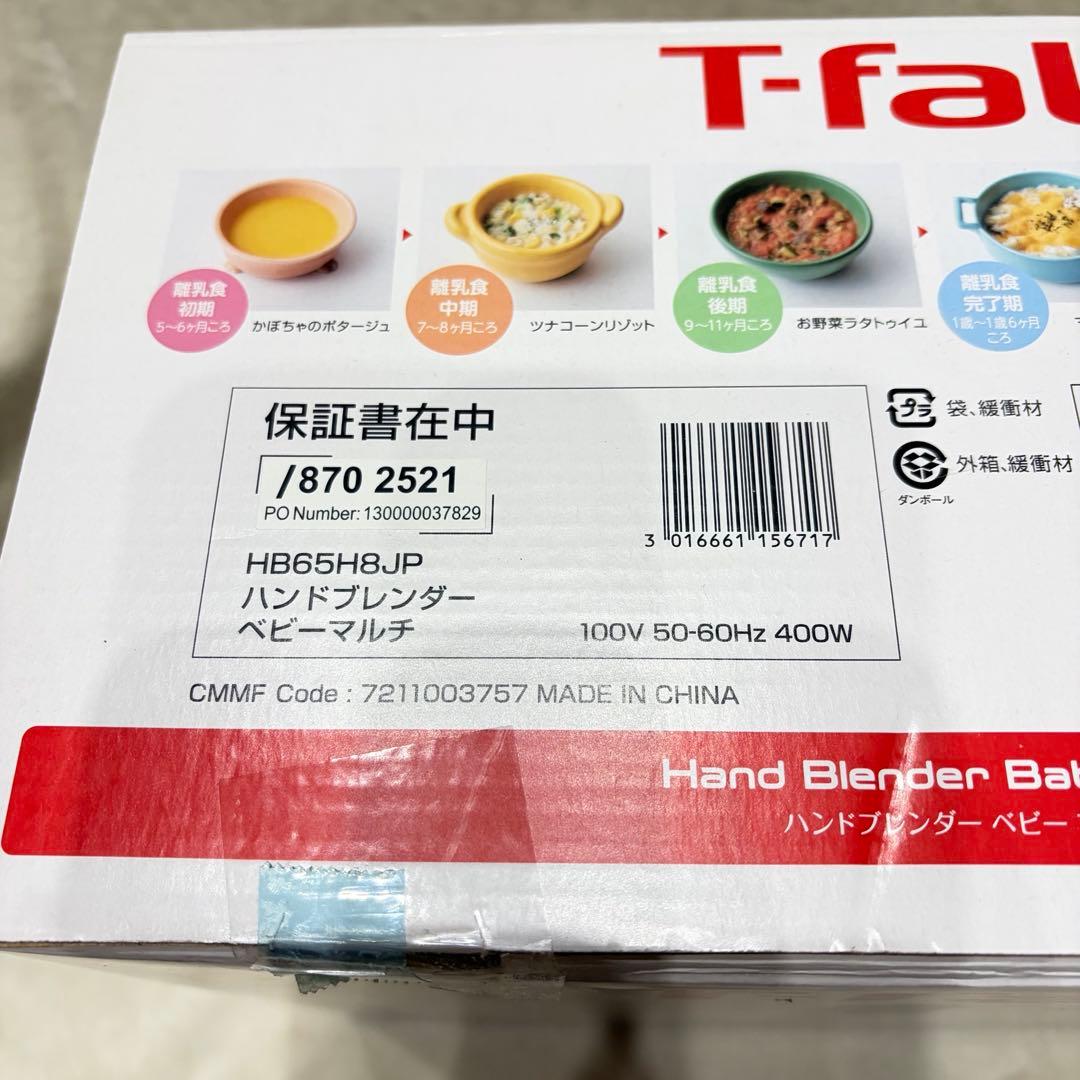 T-fal
離乳食
初期
5〜6ヶ月ころ
かぼちゃのポタージュ
離乳食
中期
7〜8ヶ月ころ
ツナコーンリゾット
離乳食
後期
9〜11ヶ月ころ
お野菜ラタトゥイユ
離乳食
完了期
1歳〜1歳6ヶ月
ころ
保証書在中
/870 2521
PO Number: 130000037829
HB65H8JP
ハンドブレンダー
ベビーマルチ
3 016661 156717
100V 50-60Hz 400W
プラ
袋、緩衝材
外箱、緩衝材
ダンボール
CMMF Code : 7211003757 MADE IN CHINA
Hand Blender
ハンドブレンダー ベビー